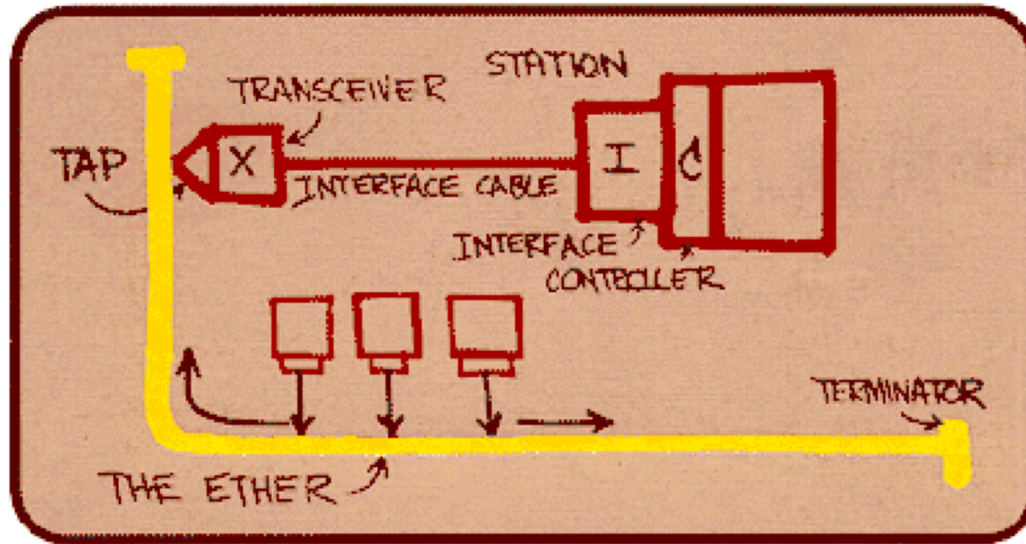 STATION
TRANSCEIVER
TAP
X
I
C
INTERFACE CABLE
INTERFACE
CONTROLLER
TERMINATOR
THE ETHER